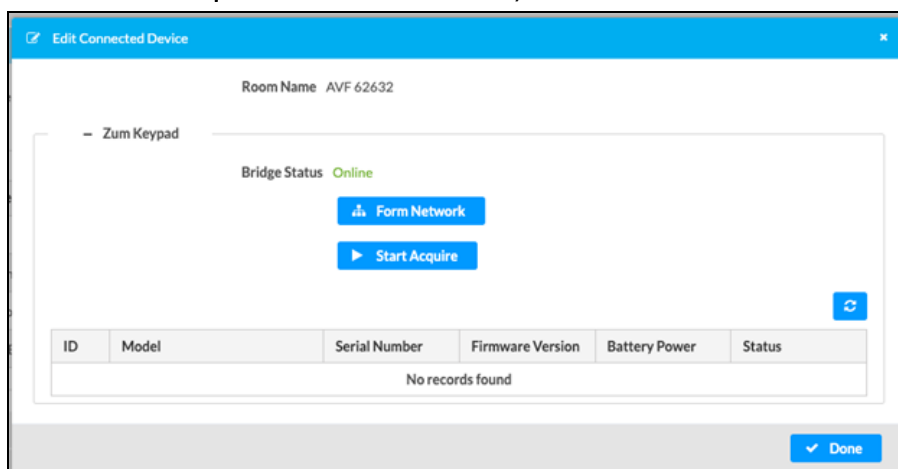 Edit Connected Device ×
Room Name AVF 62632
– Zum Keypad
Bridge Status Online
Form Network
Start Acquire
ID Model Serial Number Firmware Version Battery Power Status
No records found
Done